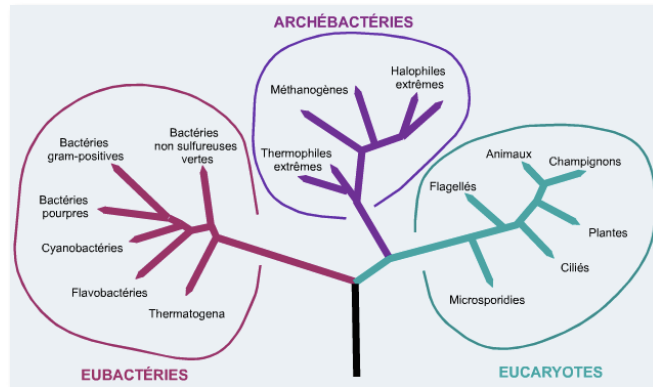 ARCHÉBACTÉRIES
Méthanogènes
Halophiles
extrêmes
Thermophiles
extrêmes
Bactéries
gram-positives
Bactéries
non sulfureuses
vertes
Bactéries
pourpres
Cyanobactéries
Flavobactéries
Thermatogena
EUBACTÉRIES
Animaux
Champignons
Flagellés
Plantes
Ciliés
Microsporidies
EUCARYOTES